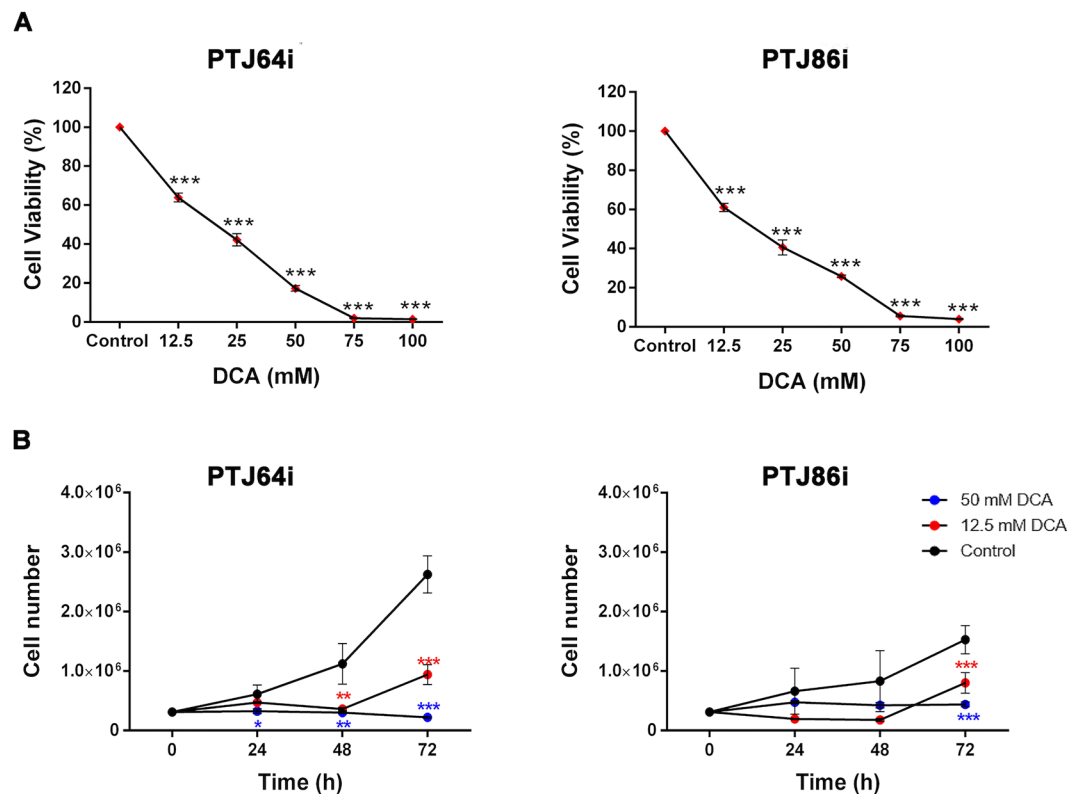 A
PTJ64i
PTJ86i
Cell Viability (%)
120
100
80
60
40
20
0
***
***
***
***
***
Control 12.5 25 50 75 100
DCA (mM)
Cell Viability (%)
120
100
80
60
40
20
0
***
***
***
***
***
Control 12.5 25 50 75 100
DCA (mM)
B
PTJ64i
PTJ86i
Cell number
4.0×10⁶
3.0×10⁶
2.0×10⁶
1.0×10⁶
0
***
**
***
*
**
0 24 48 72
Time (h)
Cell number
4.0×10⁶
3.0×10⁶
2.0×10⁶
1.0×10⁶
0
***
***
0 24 48 72
Time (h)
50 mM DCA
12.5 mM DCA
Control